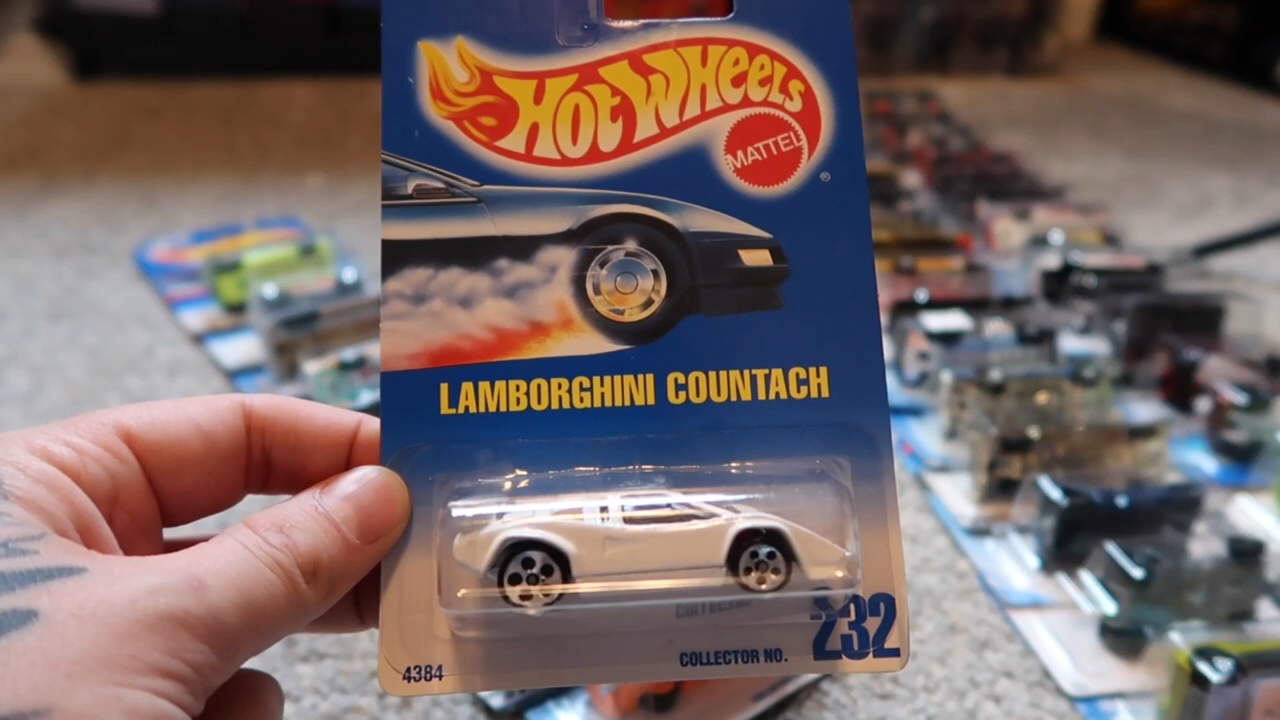 HOT WHEELS
MATTEL
®
LAMBORGHINI COUNTACH
232
COLLECTOR NO.
4384